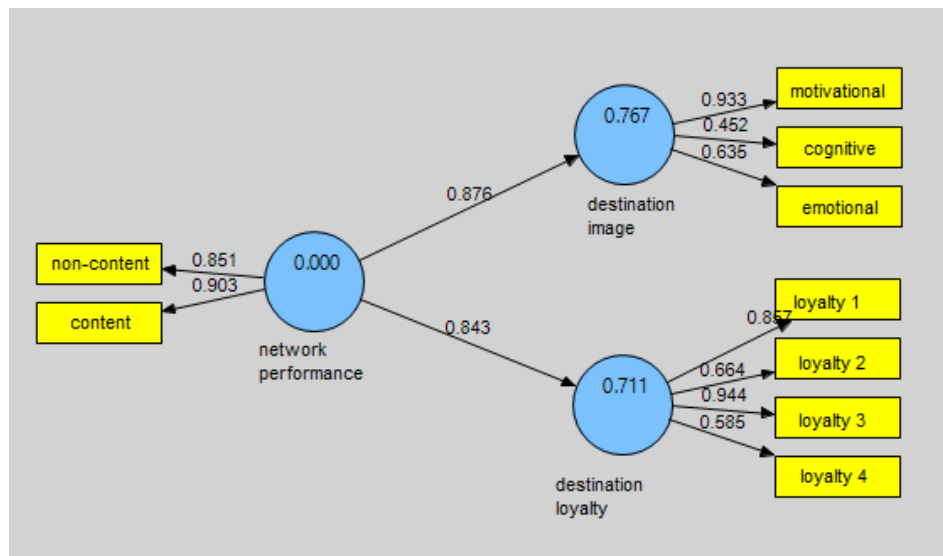 motivational
0.933
0.767
0.452
cognitive
0.635
destination
image
emotional
0.876
non-content
0.851
0.000
0.903
content
network
performance
0.843
loyalty 1
0.857
0.664
loyalty 2
0.711
0.944
loyalty 3
0.585
loyalty 4
destination
loyalty